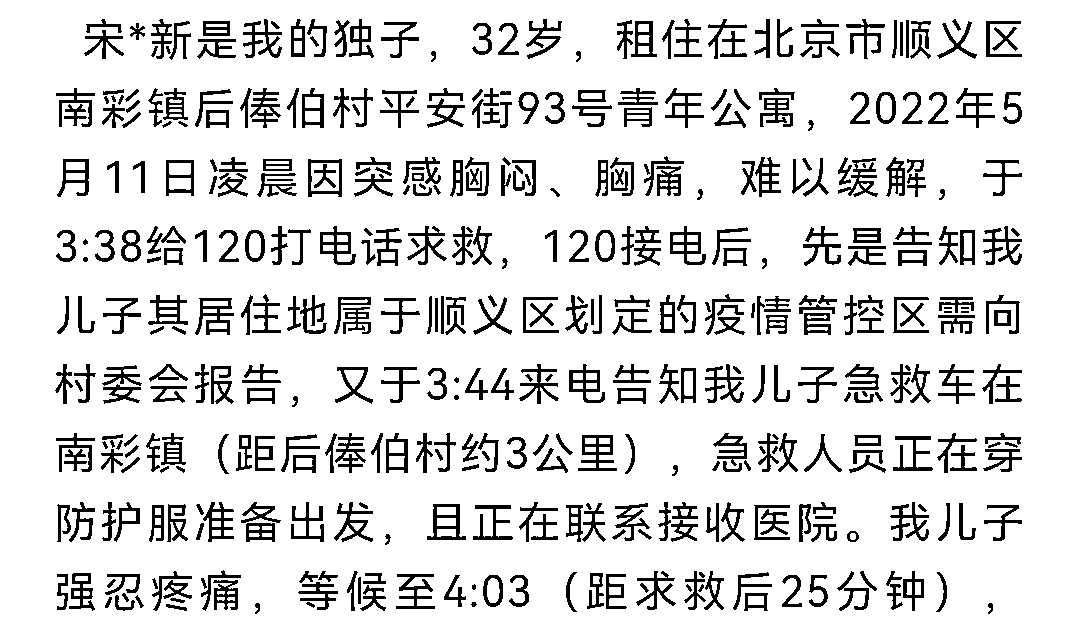 宋*新是我的独子，32岁，租住在北京市顺义区
南彩镇后俸伯村平安街93号青年公寓，2022年5
月11日凌晨因突感胸闷、胸痛，难以缓解，于
3:38给120打电话求救，120接电后，先是告知我
儿子其居住地属于顺义区划定的疫情管控区需向
村委会报告，又于3:44来电告知我儿子急救车在
南彩镇（距后俸伯村约3公里），急救人员正在穿
防护服准备出发，且正在联系接收医院。我儿子
强忍疼痛，等候至4:03（距求救后25分钟），